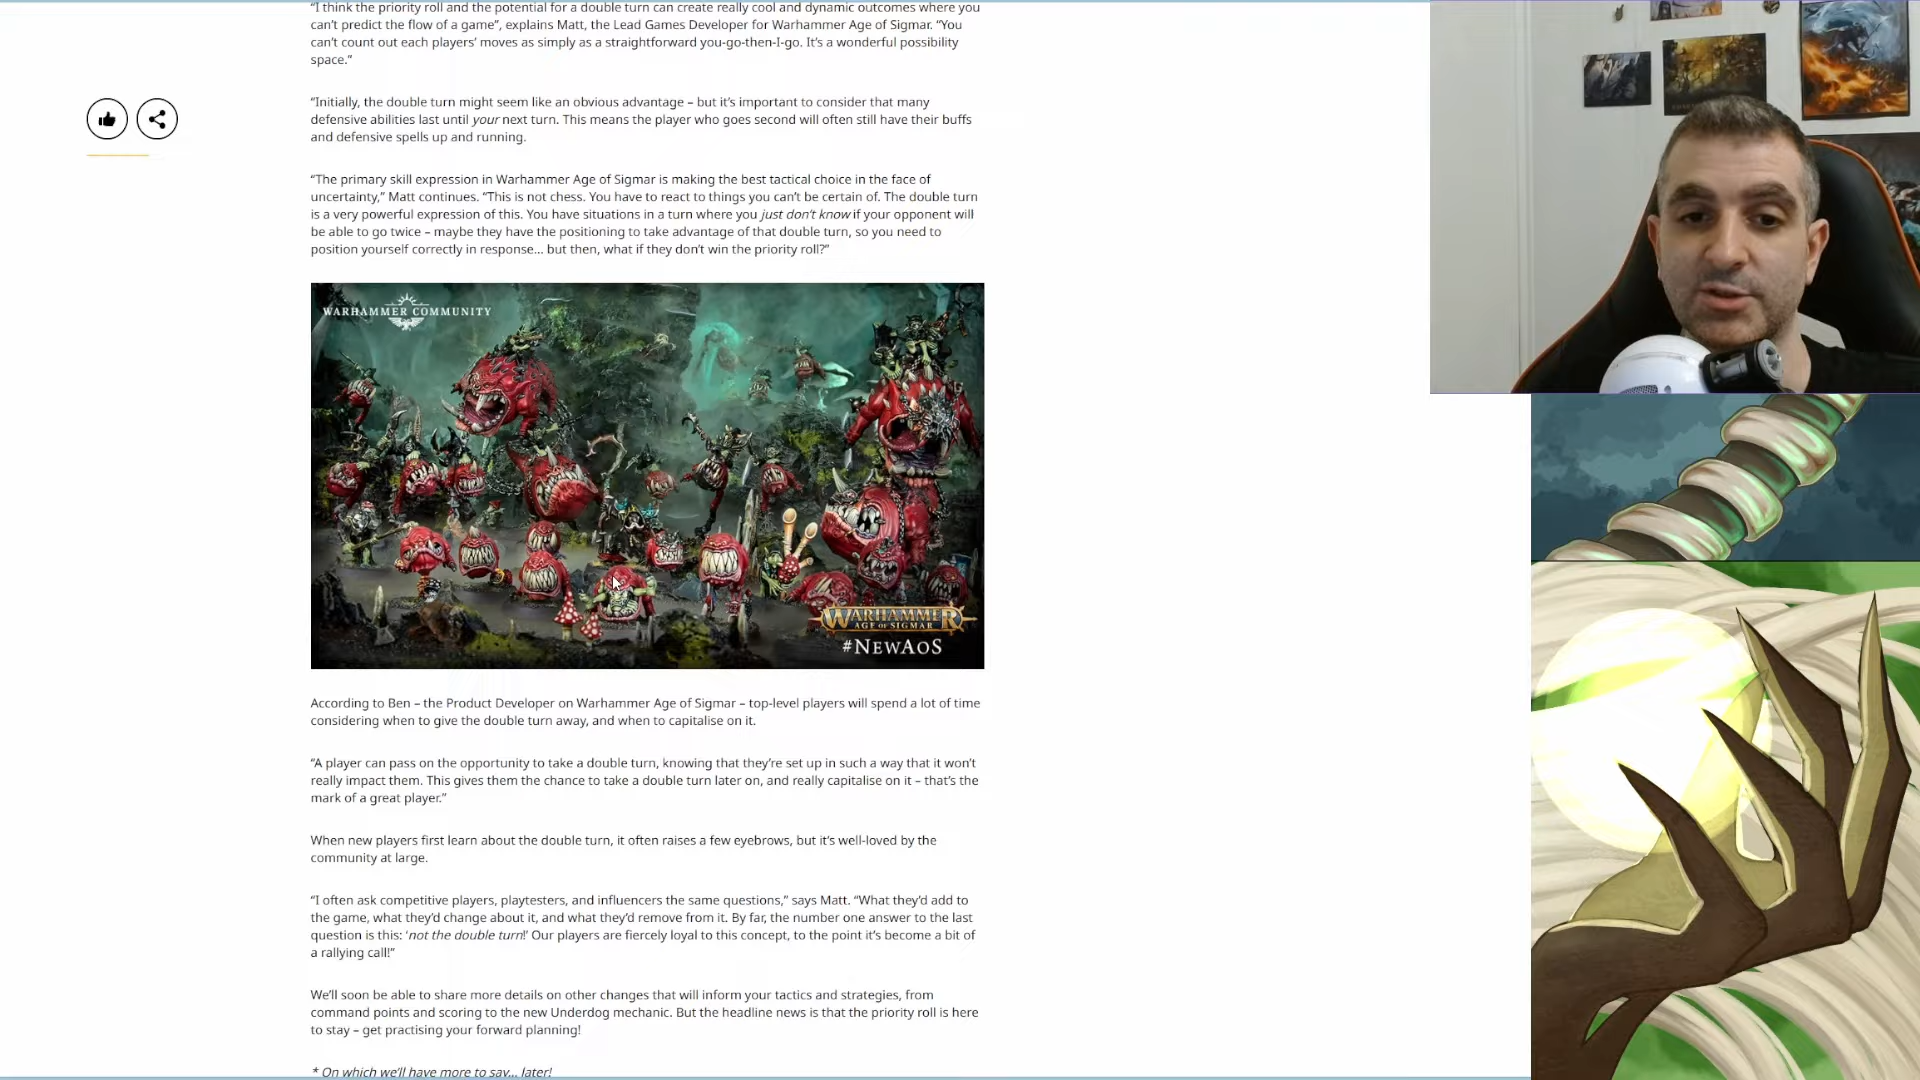 “I think the priority roll and the potential for a double turn can create really cool and dynamic outcomes where you
can’t predict the flow of a game”, explains Matt, the Lead Games Developer for Warhammer Age of Sigmar. “You
can’t count out each players’ moves as simply as a straightforward you-go-then-I-go. It’s a wonderful possibility
space.”
“Initially, the double turn might seem like an obvious advantage – but it’s important to consider that many
defensive abilities last until your next turn. This means the player who goes second will often still have their buffs
and defensive spells up and running.
“The primary skill expression in Warhammer Age of Sigmar is making the best tactical choice in the face of
uncertainty,” Matt continues. “This is not chess. You have to react to things you can’t be certain of. The double turn
is a very powerful expression of this. You have situations in a turn where you just don’t know if your opponent will
be able to go twice – maybe they have the positioning to take advantage of that double turn, so you need to
position yourself correctly in response… but then, what if they don’t win the priority roll?”
WARHAMMER COMMUNITY
WARHAMMER
AGE OF SIGMAR
#NEWAOS
According to Ben – the Product Developer on Warhammer Age of Sigmar – top-level players will spend a lot of time
considering when to give the double turn away, and when to capitalise on it.
“A player can pass on the opportunity to take a double turn, knowing that they’re set up in such a way that it won’t
really impact them. This gives them the chance to take a double turn later on, and really capitalise on it – that’s the
mark of a great player.”
When new players first learn about the double turn, it often raises a few eyebrows, but it’s well-loved by the
community at large.
“I often ask competitive players, playtesters, and influencers the same questions,” says Matt. “What they’d add to
the game, what they’d change about it, and what they’d remove from it. By far, the number one answer to the last
question is this: ‘not the double turn!’ Our players are fiercely loyal to this concept, to the point it’s become a bit of
a rallying call!”
We’ll soon be able to share more details on other changes that will inform your tactics and strategies, from
command points and scoring to the new Underdog mechanic. But the headline news is that the priority roll is here
to stay – get practising your forward planning!
* On which we’ll have more to say… later!